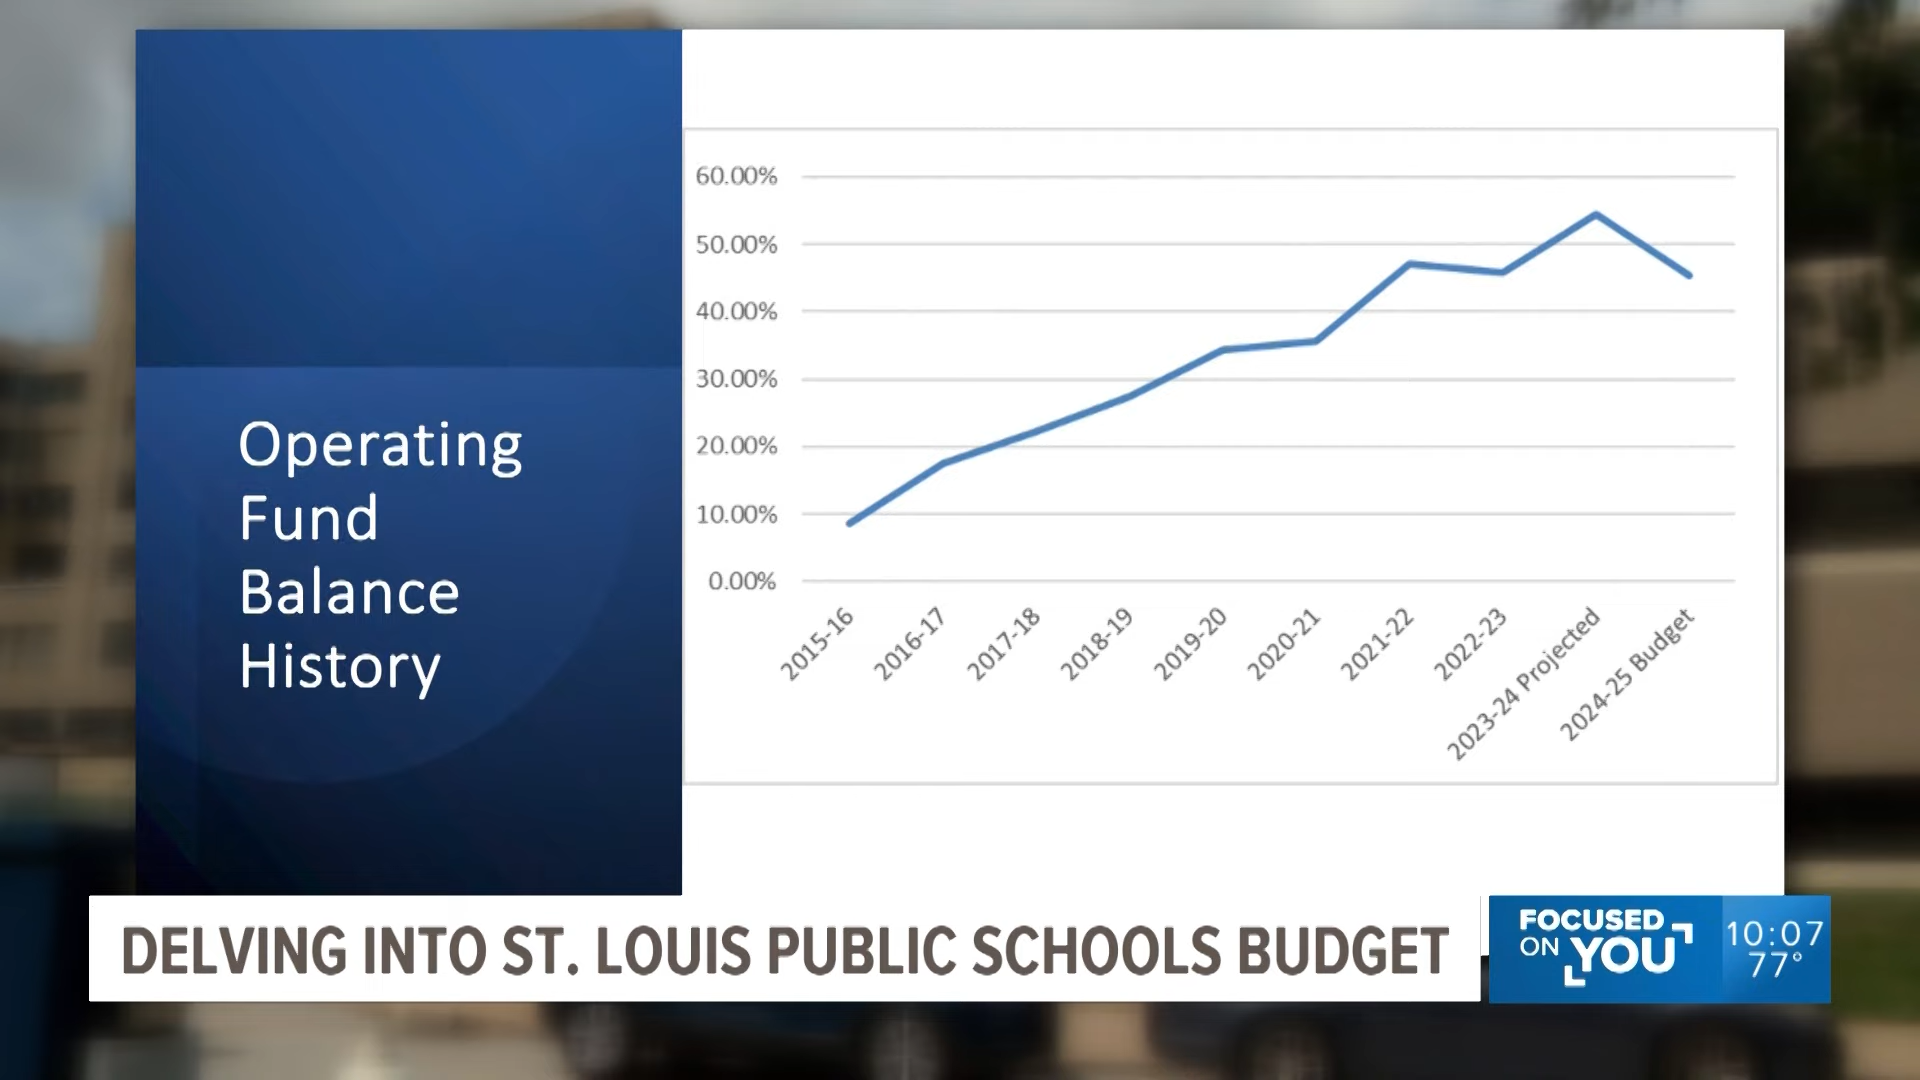 Operating
Fund
Balance
History
60.00%
50.00%
40.00%
30.00%
20.00%
10.00%
0.00%
2015-16
2016-17
2017-18
2018-19
2019-20
2020-21
2021-22
2022-23
2023-24 Projected
2024-25 Budget
DELVING INTO ST. LOUIS PUBLIC SCHOOLS BUDGET
FOCUSED
ON YOU
10:07
77°